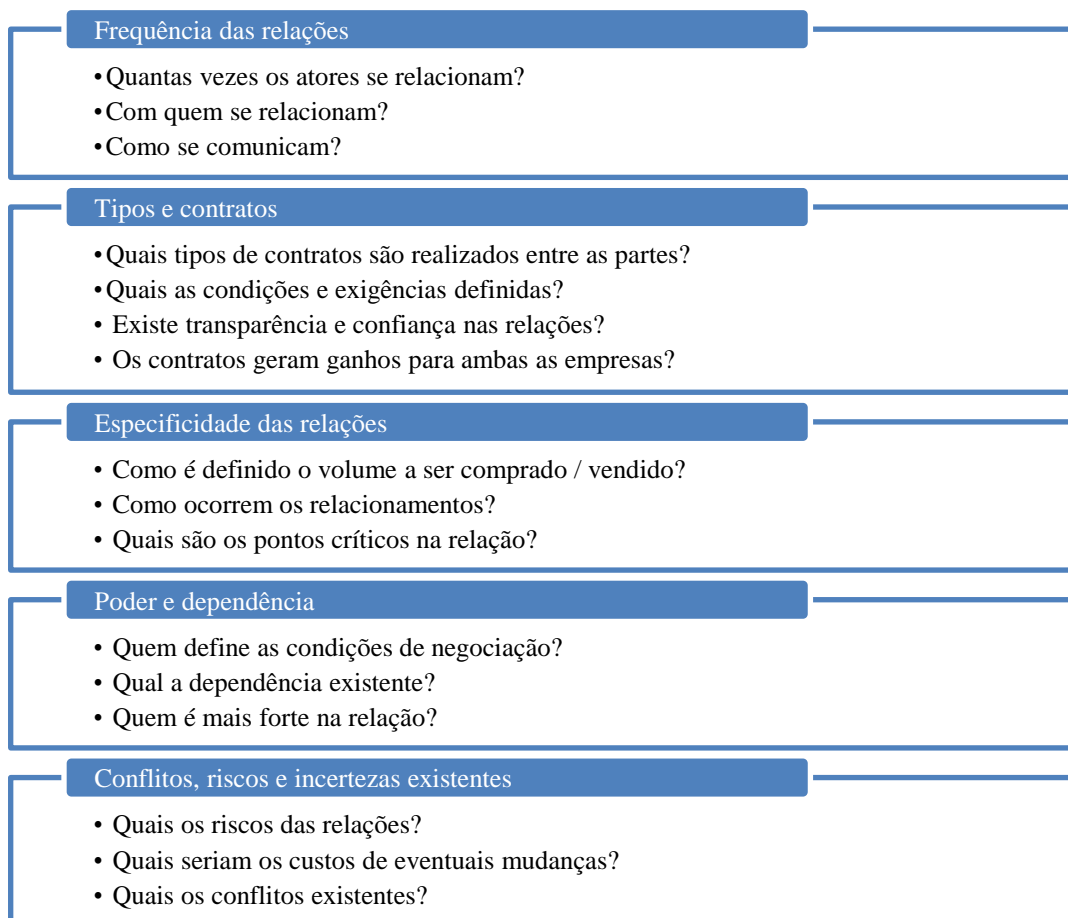 Frequência das relações
•Quantas vezes os atores se relacionam?
•Com quem se relacionam?
•Como se comunicam?
Tipos e contratos
•Quais tipos de contratos são realizados entre as partes?
•Quais as condições e exigências definidas?
• Existe transparência e confiança nas relações?
• Os contratos geram ganhos para ambas as empresas?
Especificidade das relações
• Como é definido o volume a ser comprado / vendido?
• Como ocorrem os relacionamentos?
• Quais são os pontos críticos na relação?
Poder e dependência
• Quem define as condições de negociação?
• Qual a dependência existente?
• Quem é mais forte na relação?
Conflitos, riscos e incertezas existentes
• Quais os riscos das relações?
• Quais seriam os custos de eventuais mudanças?
• Quais os conflitos existentes?